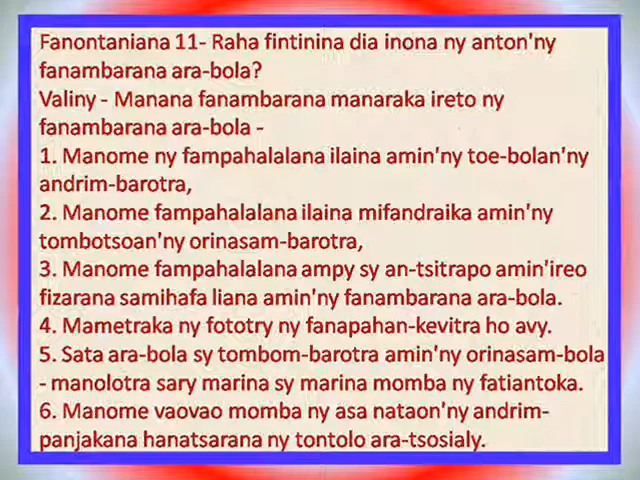 Fanontaniana 11- Raha fintinina dia inona ny anton'ny
fanambarana ara-bola?
Valiny - Manana fanambarana manaraka ireto ny
fanambarana ara-bola -
1. Manome ny fampahalalana ilaina amin'ny toe-bolan'ny
andrim-barotra,
2. Manome fampahalalana ilaina mifandraika amin'ny
tombotsoan'ny orinasam-barotra,
3. Manome fampahalalana ampy sy an-tsitrapo amin'ireo
fizarana samihafa liana amin'ny fanambarana ara-bola.
4. Mametraka ny fototry ny fanapahan-kevitra ho avy.
5. Sata ara-bola sy tombom-barotra amin'ny orinasam-bola
- manolotra sary marina sy marina momba ny fatiantoka.
6. Manome vaovao momba ny asa nataon'ny andrim-
panjakana hanatsarana ny tontolo ara-tsosialy.